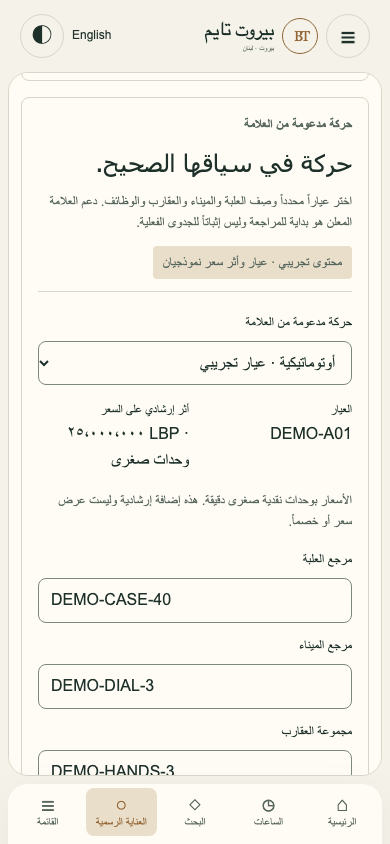 بيروت تايم
بيروت · لبنان
BT
English
حركة مدعومة من العلامة
حركة في سياقها الصحيح.
اختر عياراً محدداً وصِف العلبة والميناء والعقارب والوظائف. دعم العلامة
المعلن هو بداية للمراجعة وليس إثباتاً للجدوى الفعلية.
محتوى تجريبي · عيار وأثر سعر نموذجيان
حركة مدعومة من العلامة
أوتوماتيكية · عيار تجريبي
العيار
DEMO-A01
أثر إرشادي على السعر
٢٥،٠٠٠،٠٠٠ LBP ·
وحدات صغرى
الأسعار بوحدات نقدية صغرى دقيقة. هذه إضافة إرشادية وليست عرض
سعر أو خصماً.
مرجع العلبة
DEMO-CASE-40
مرجع الميناء
DEMO-DIAL-3
مجموعة العقارب
DEMO-HANDS-3
الرئيسية
الساعات
البحث
العناية الرسمية
القائمة